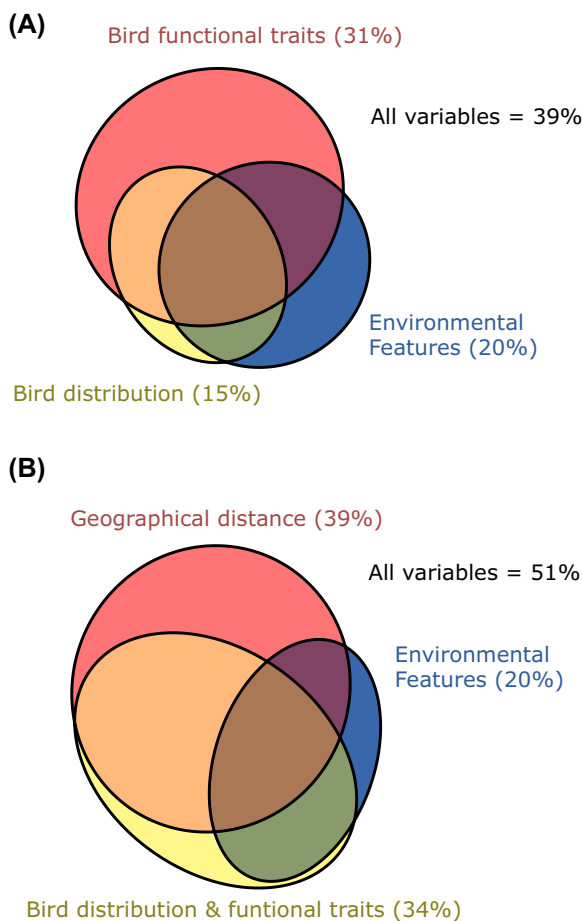 (A)
Bird functional traits (31%)
All variables = 39%
Environmental
Features (20%)
Bird distribution (15%)
(B)
Geographical distance (39%)
All variables = 51%
Environmental
Features (20%)
Bird distribution & funtional traits (34%)